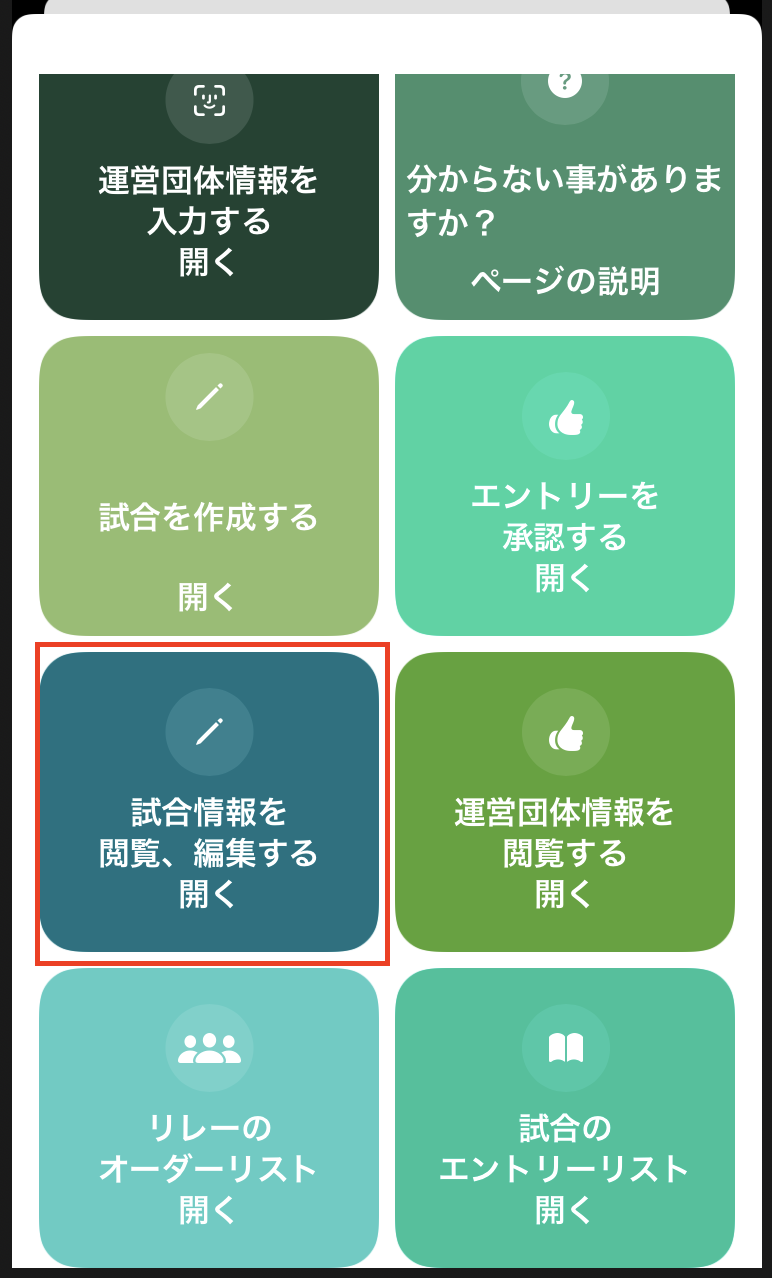 運営団体情報を
入力する
開く
分からない事がありま
すか？
ページの説明
試合を作成する
開く
エントリーを
承認する
開く
試合情報を
閲覧、編集する
開く
運営団体情報を
閲覧する
開く
リレーの
オーダーリスト
開く
試合の
エントリーリスト
開く